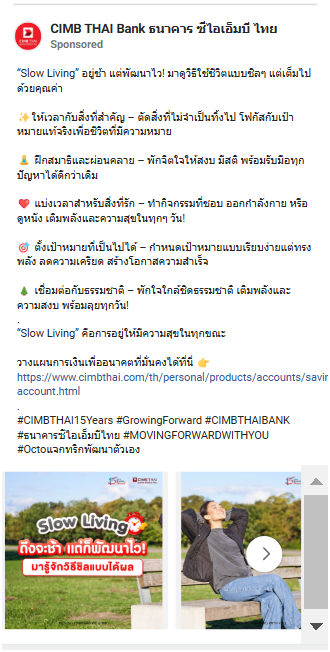 CIMB THAI Bank ธนาคาร ซีไอเอ็มบี ไทย
Sponsored
“Slow Living” อยู่ช้า แต่พัฒนาไว! มาดูวิธีใช้ชีวิตแบบชิลๆ แต่เต็มไป
ด้วยคุณค่า
✨ให้เวลากับสิ่งที่สำคัญ – ตัดสิ่งที่ไม่จำเป็นทิ้งไป โฟกัสกับเป้า
หมายแท้จริงเพื่อชีวิตที่มีความหมาย
🧘 ฝึกสมาธิและผ่อนคลาย – พักจิตใจให้สงบ มีสติ พร้อมรับมือทุก
ปัญหาได้ดีกว่าเดิม
❤️ แบ่งเวลาสำหรับสิ่งที่รัก – ทำกิจกรรมที่ชอบ ออกกำลังกาย หรือ
ดูหนัง เติมพลังและความสุขในทุกๆ วัน!
🎯 ตั้งเป้าหมายที่เป็นไปได้ – กำหนดเป้าหมายแบบเรียบง่ายแต่ทรง
พลัง ลดความเครียด สร้างโอกาสความสำเร็จ
🌲 เชื่อมต่อกับธรรมชาติ – พักใจใกล้ชิดธรรมชาติ เติมพลังและ
ความสงบ พร้อมลุยทุกวัน!
.
“Slow Living” คือการอยู่ให้มีความสุขในทุกขณะ
วางแผนการเงินเพื่ออนาคตที่มั่นคงได้ที่นี่ 👉
https://www.cimbthai.com/th/personal/products/accounts/savin
account.html
.
#CIMBTHAI15Years #GrowingForward #CIMBTHAIBANK
#ธนาคารซีไอเอ็มบีไทย #MOVINGFORWARDWITHYOU
#Octoแจกทริกพัฒนาตัวเอง
CIMB THAI
Slow Living
ถึงจะช้า แต่ก็พัฒนาไว!
มารู้จักวิธีชิลแบบได้ผล
CIMB THAI